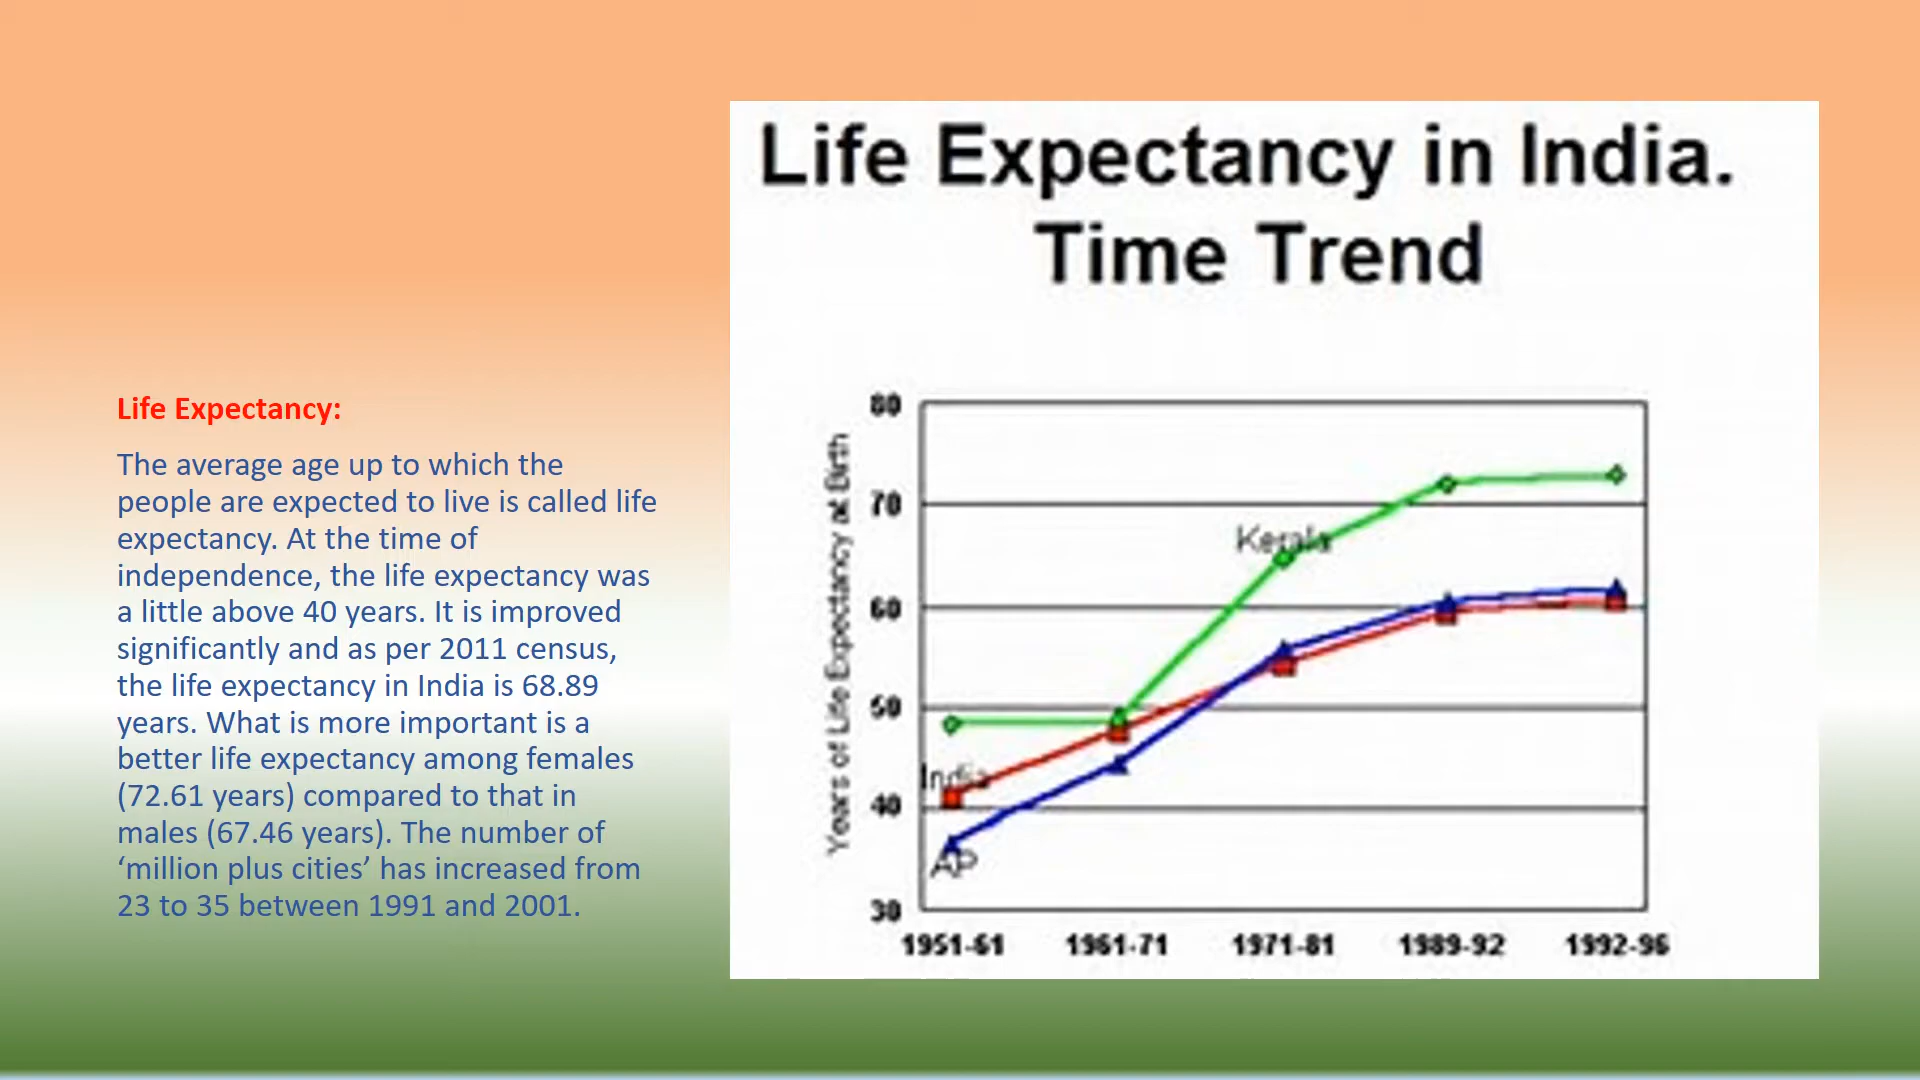 Life Expectancy in India.
Time Trend
Life Expectancy:
The average age up to which the
people are expected to live is called life
expectancy. At the time of
independence, the life expectancy was
a little above 40 years. It is improved
significantly and as per 2011 census,
the life expectancy in India is 68.89
years. What is more important is a
better life expectancy among females
(72.61 years) compared to that in
males (67.46 years). The number of
‘million plus cities’ has increased from
23 to 35 between 1991 and 2001.
Years of Life Expectancy at Birth
80
70
60
50
40
30
Kerala
India
AP
1951-61 1961-71 1971-81 1989-92 1992-96